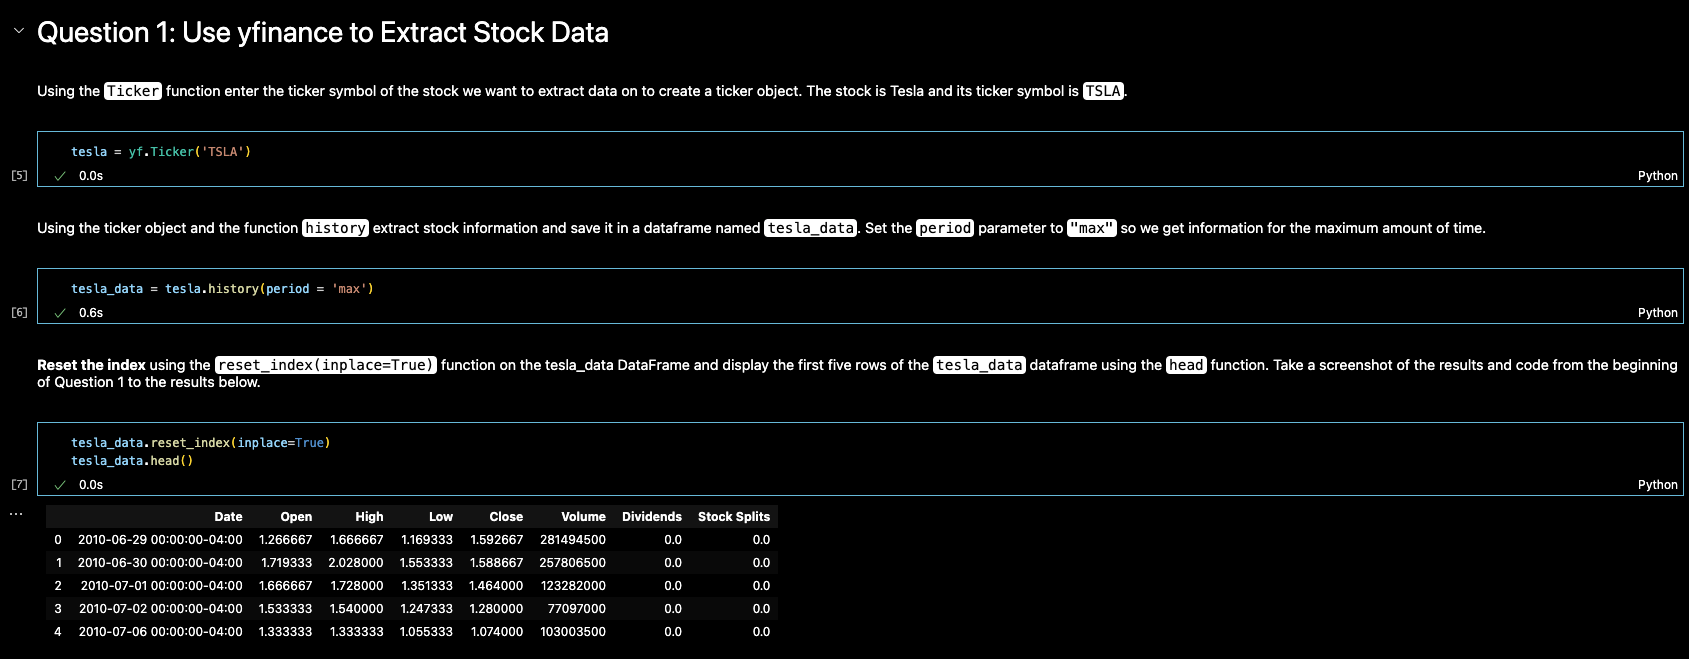 Question 1: Use yfinance to Extract Stock Data
Using the Ticker function enter the ticker symbol of the stock we want to extract data on to create a ticker object. The stock is Tesla and its ticker symbol is TSLA.
tesla = yf.Ticker('TSLA')
[5] 0.0s Python
Using the ticker object and the function history extract stock information and save it in a dataframe named tesla_data. Set the period parameter to "max" so we get information for the maximum amount of time.
tesla_data = tesla.history(period = 'max')
[6] 0.6s Python
Reset the index using the reset_index(inplace=True) function on the tesla_data DataFrame and display the first five rows of the tesla_data dataframe using the head function. Take a screenshot of the results and code from the beginning
of Question 1 to the results below.
tesla_data.reset_index(inplace=True)
tesla_data.head()
[7] 0.0s Python
...
Date Open High Low Close Volume Dividends Stock Splits
0 2010-06-29 00:00:00-04:00 1.266667 1.666667 1.169333 1.592667 281494500 0.0 0.0
1 2010-06-30 00:00:00-04:00 1.719333 2.028000 1.553333 1.588667 257806500 0.0 0.0
2 2010-07-01 00:00:00-04:00 1.666667 1.728000 1.351333 1.464000 123282000 0.0 0.0
3 2010-07-02 00:00:00-04:00 1.533333 1.540000 1.247333 1.280000 77097000 0.0 0.0
4 2010-07-06 00:00:00-04:00 1.333333 1.333333 1.055333 1.074000 103003500 0.0 0.0